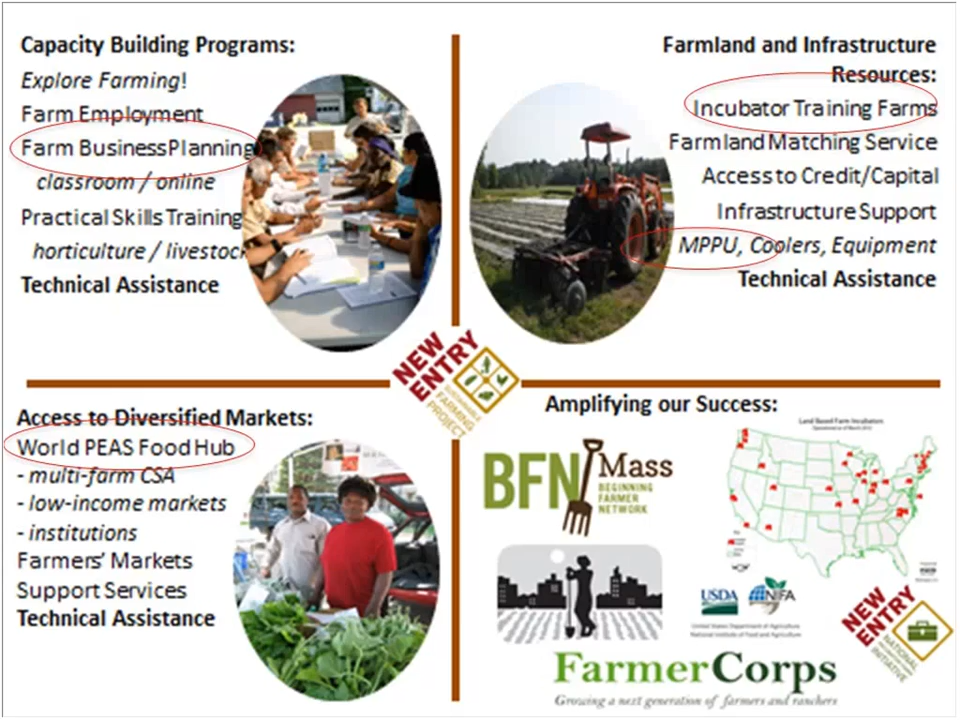 Capacity Building Programs:
Explore Farming!
Farm Employment
Farm Business Planning
classroom / online
Practical Skills Training
horticulture / livestock
Technical Assistance
Farmland and Infrastructure
Resources:
Incubator Training Farms
Farmland Matching Service
Access to Credit/Capital
Infrastructure Support
MPPU, Coolers, Equipment
Technical Assistance
NEW
ENTRY
SUSTAINABLE
FARMING
PROJECT
Access to Diversified Markets:
World PEAS Food Hub
- multi-farm CSA
- low-income markets
- institutions
Farmers' Markets
Support Services
Technical Assistance
Amplifying our Success:
BFN Mass
BEGINNING
FARMER
NETWORK
Land Based Farm Incubators
USDA NIFA
United States Department of Agriculture
National Institute of Food and Agriculture
NEW
ENTRY
NATIONAL
INITIATIVE
FarmerCorps
Growing a next generation of farmers and ranchers